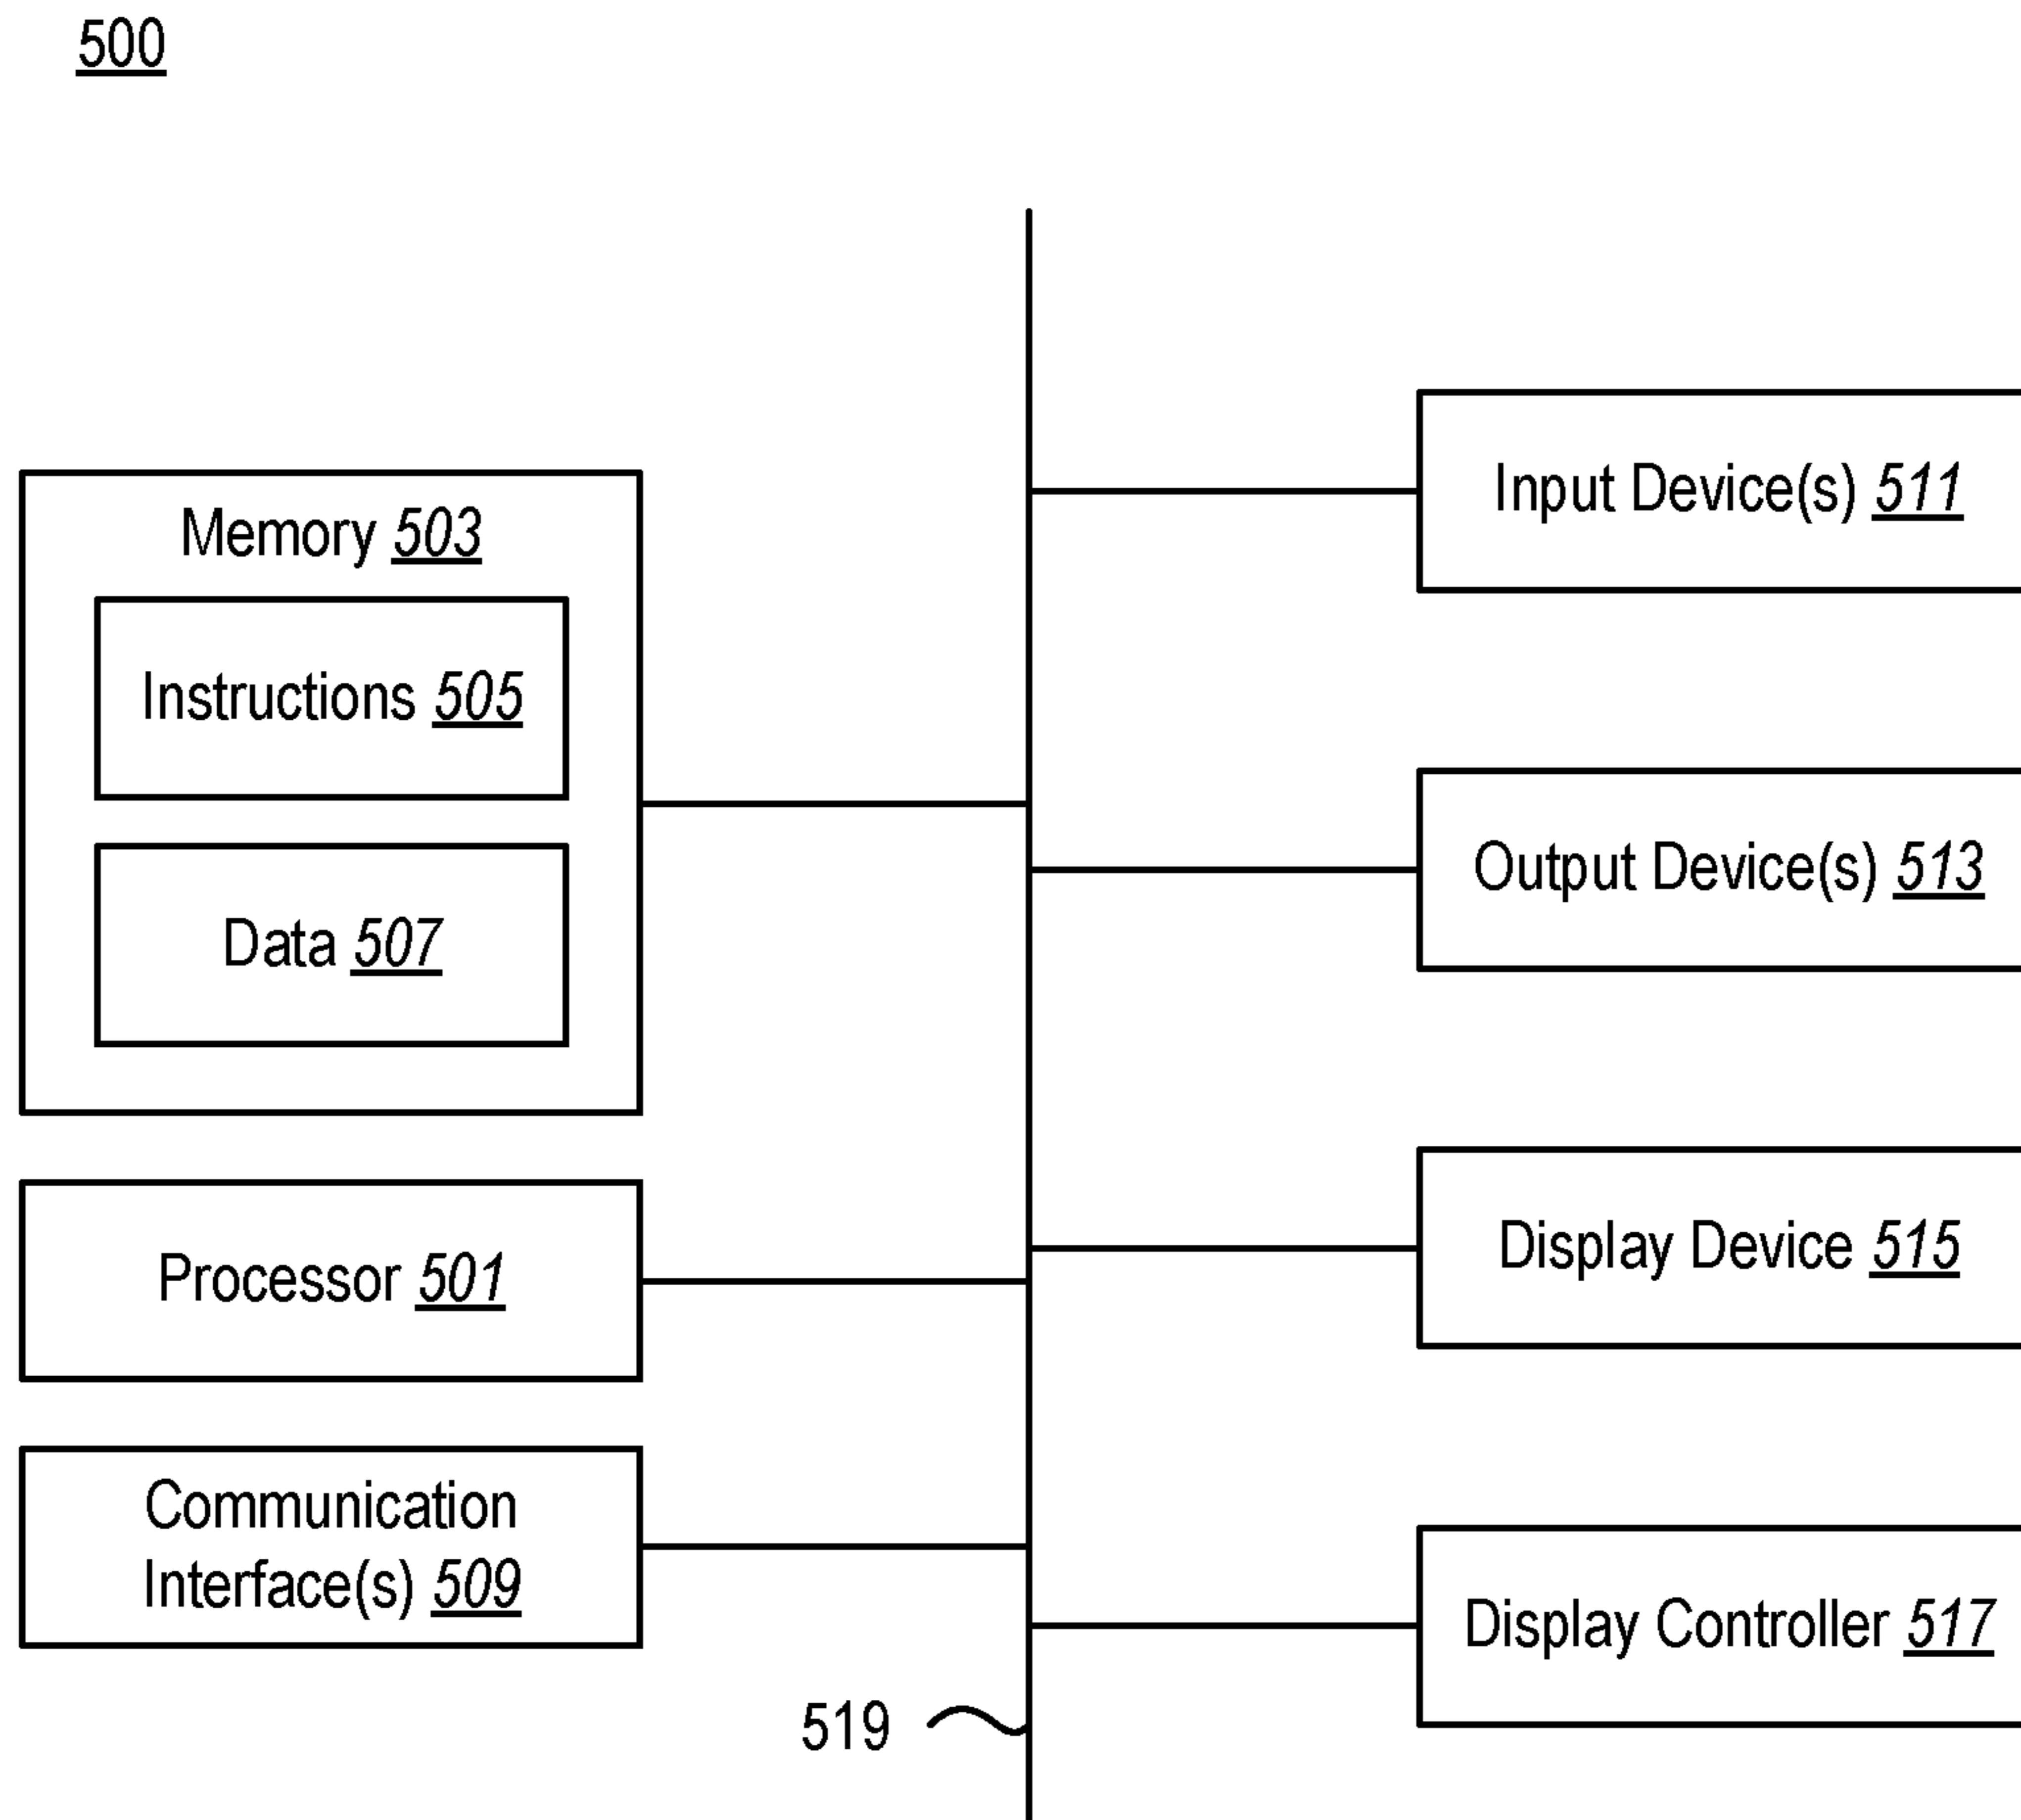 500
Memory 503
Instructions 505
Data 507
Processor 501
Communication
Interface(s) 509
Input Device(s) 511
Output Device(s) 513
Display Device 515
Display Controller 517
519